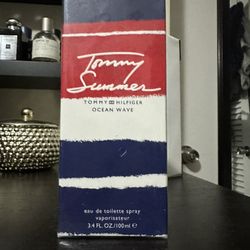 Tommy
Summer
TOMMY HILFIGER
OCEAN WAVE
eau de toilette spray
vaporisateur
3.4 FL. OZ/100ml ℮